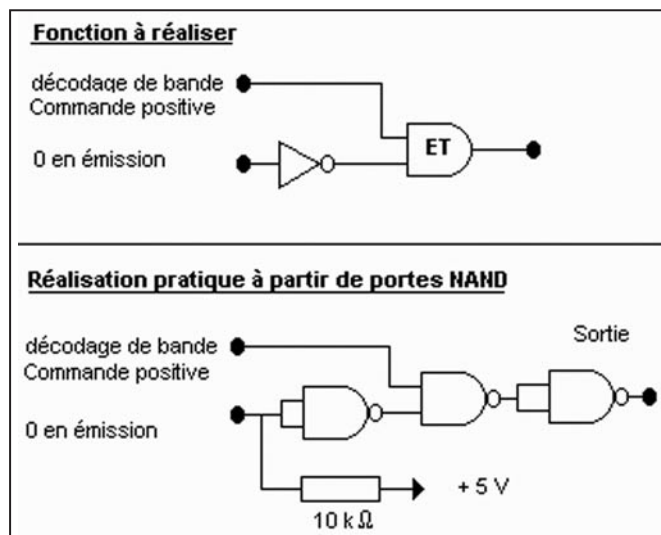 Fonction à réaliser
décodage de bande
Commande positive
0 en émission
ET
Réalisation pratique à partir de portes NAND
Sortie
décodage de bande
Commande positive
0 en émission
+ 5 V
10 k Ω